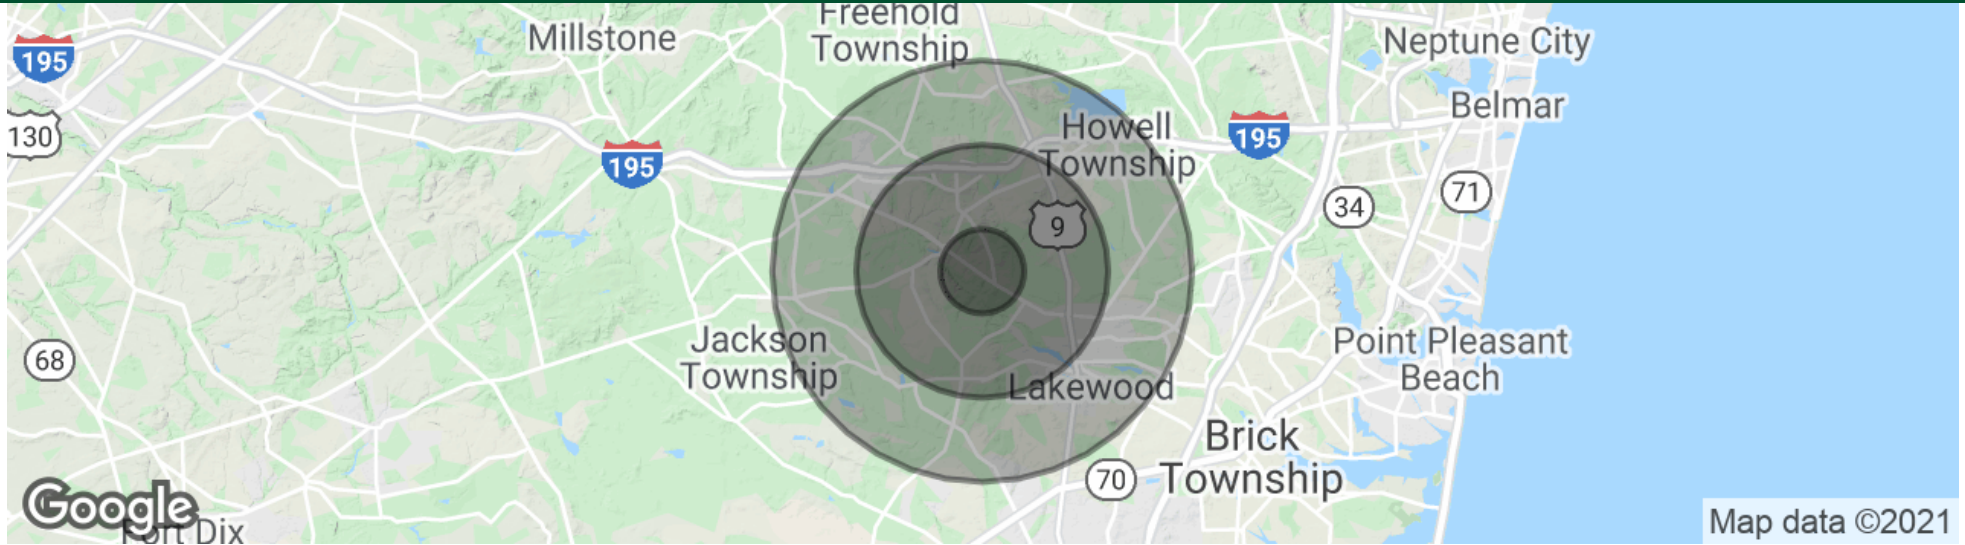 Freehold
Township
Millstone
Neptune City
195
Belmar
130
Howell
Township
195
195
71
34
9
Jackson
Township
Point Pleasant
Beach
68
Lakewood
Brick
Township
70
Google
Fort Dix
Map data ©2021